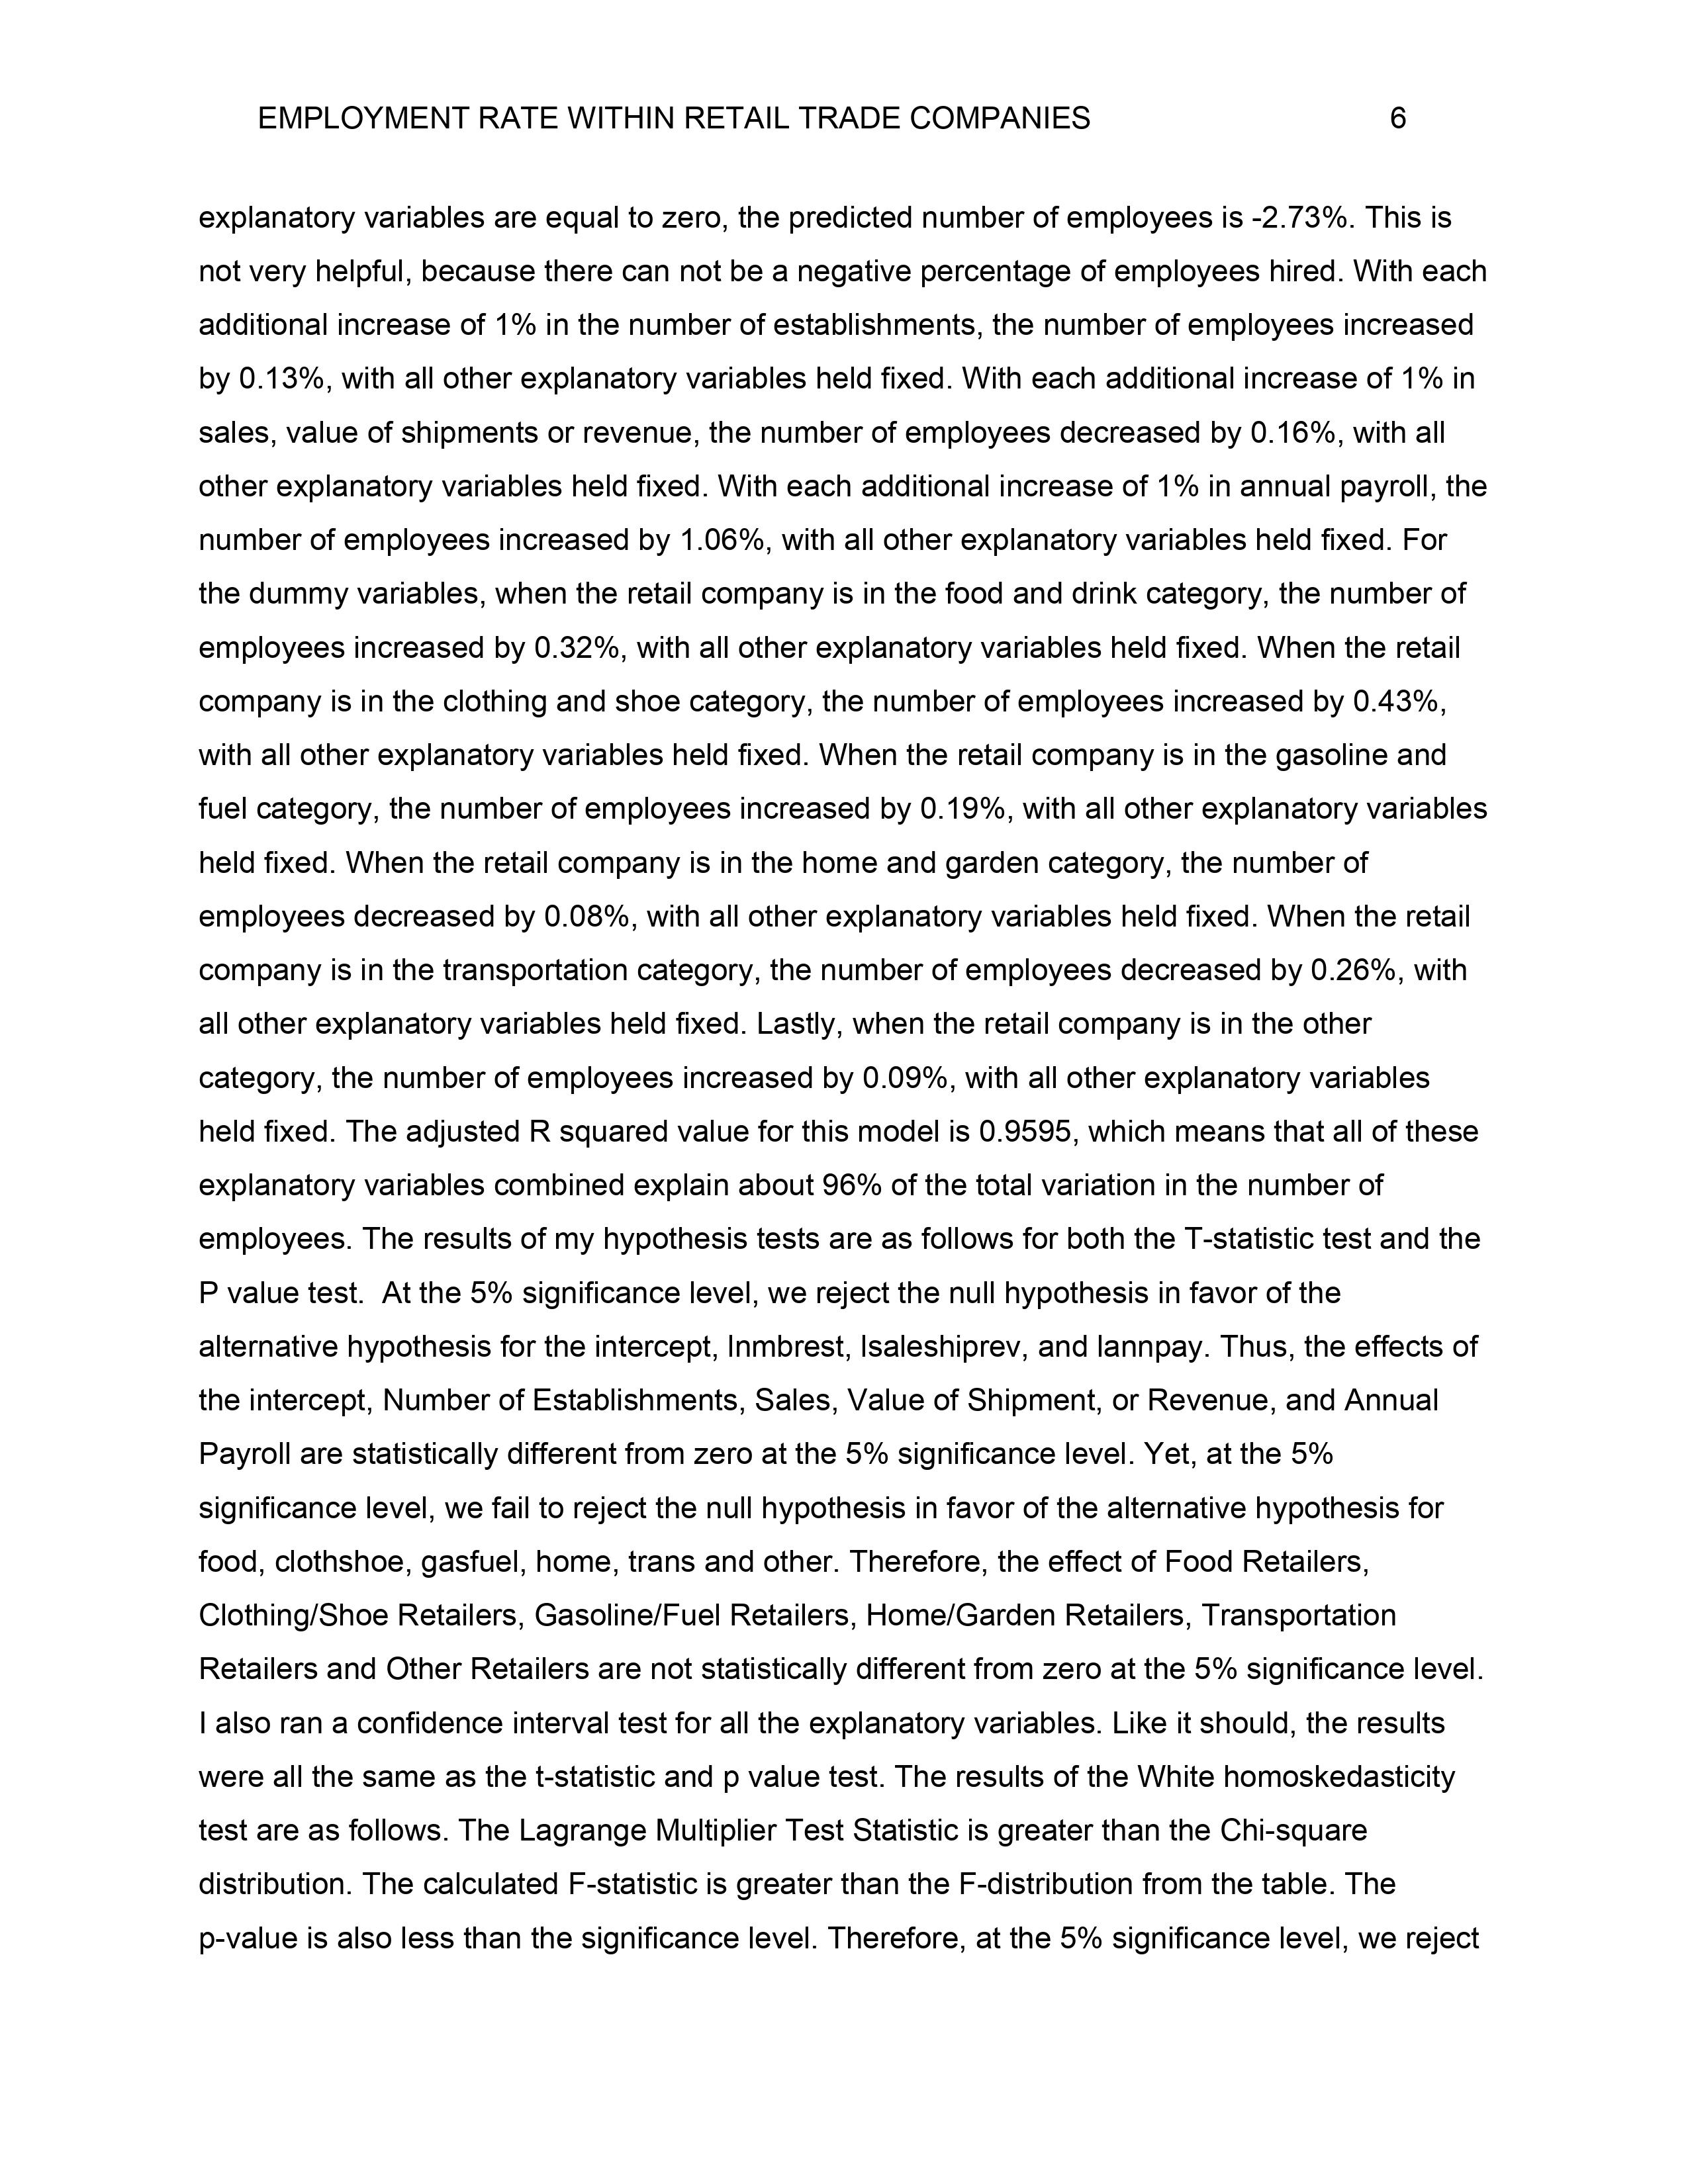 EMPLOYMENT RATE WITHIN RETAIL TRADE COMPANIES 6
explanatory variables are equal to zero, the predicted number of employees is -2.73%. This is
not very helpful, because there can not be a negative percentage of employees hired. With each
additional increase of 1% in the number of establishments, the number of employees increased
by 0.13%, with all other explanatory variables held fixed. With each additional increase of 1% in
sales, value of shipments or revenue, the number of employees decreased by 0.16%, with all
other explanatory variables held fixed. With each additional increase of 1% in annual payroll, the
number of employees increased by 1.06%, with all other explanatory variables held fixed. For
the dummy variables, when the retail company is in the food and drink category, the number of
employees increased by 0.32%, with all other explanatory variables held fixed. When the retail
company is in the clothing and shoe category, the number of employees increased by 0.43%,
with all other explanatory variables held fixed. When the retail company is in the gasoline and
fuel category, the number of employees increased by 0.19%, with all other explanatory variables
held fixed. When the retail company is in the home and garden category, the number of
employees decreased by 0.08%, with all other explanatory variables held fixed. When the retail
company is in the transportation category, the number of employees decreased by 0.26%, with
all other explanatory variables held fixed. Lastly, when the retail company is in the other
category, the number of employees increased by 0.09%, with all other explanatory variables
held fixed. The adjusted R squared value for this model is 0.9595, which means that all of these
explanatory variables combined explain about 96% of the total variation in the number of
employees. The results of my hypothesis tests are as follows for both the T-statistic test and the
P value test.  At the 5% significance level, we reject the null hypothesis in favor of the
alternative hypothesis for the intercept, lnmbrest, lsaleshiprev, and lannpay. Thus, the effects of
the intercept, Number of Establishments, Sales, Value of Shipment, or Revenue, and Annual
Payroll are statistically different from zero at the 5% significance level. Yet, at the 5%
significance level, we fail to reject the null hypothesis in favor of the alternative hypothesis for
food, clothshoe, gasfuel, home, trans and other. Therefore, the effect of Food Retailers,
Clothing/Shoe Retailers, Gasoline/Fuel Retailers, Home/Garden Retailers, Transportation
Retailers and Other Retailers are not statistically different from zero at the 5% significance level.
I also ran a confidence interval test for all the explanatory variables. Like it should, the results
were all the same as the t-statistic and p value test. The results of the White homoskedasticity
test are as follows. The Lagrange Multiplier Test Statistic is greater than the Chi-square
distribution. The calculated F-statistic is greater than the F-distribution from the table. The
p-value is also less than the significance level. Therefore, at the 5% significance level, we reject